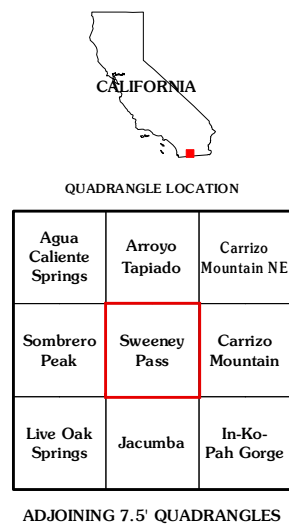 CALIFORNIA
QUADRANGLE LOCATION
Agua
Caliente
Springs
Arroyo
Tapiado
Carrizo
Mountain NE
Sombrero
Peak
Sweeney
Pass
Carrizo
Mountain
Live Oak
Springs
Jacumba
In-Ko-
Pah Gorge
ADJOINING 7.5' QUADRANGLES